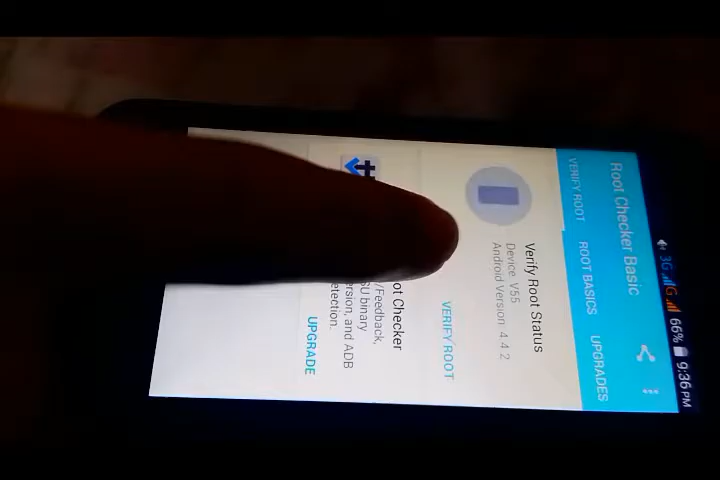 3G G 66% 9:36 PM
Root Checker Basic
VERIFY ROOT ROOT BASICS UPGRADES
Verify Root Status
Device: V55
Android Version: 4.4.2
VERIFY ROOT
ot Checker
/Feedback,
SU binary
ersion, and ADB
etection.
UPGRADE